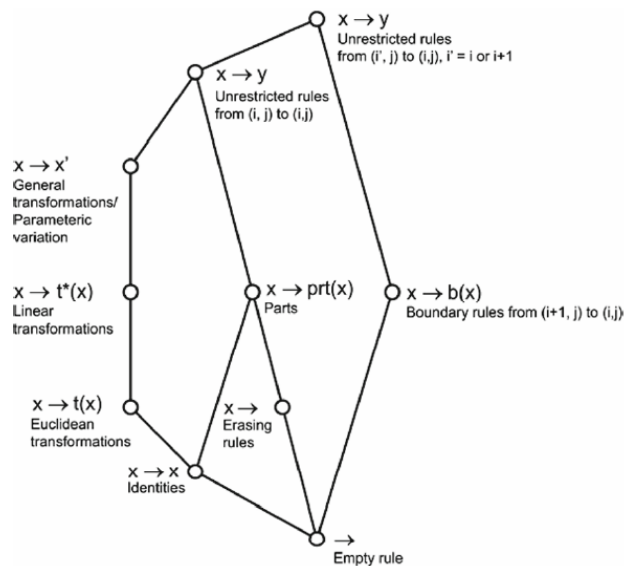 x → y
Unrestricted rules
from (i', j) to (i,j), i' = i or i+1
x → y
Unrestricted rules
from (i, j) to (i,j)
x → x'
General
transformations/
Parameteric
variation
x → t*(x)
Linear
transformations
x → prt(x)
Parts
x → b(x)
Boundary rules from (i+1, j) to (i,j)
x → t(x)
Euclidean
transformations
x →
Erasing
rules
x → x
Identities
→
Empty rule